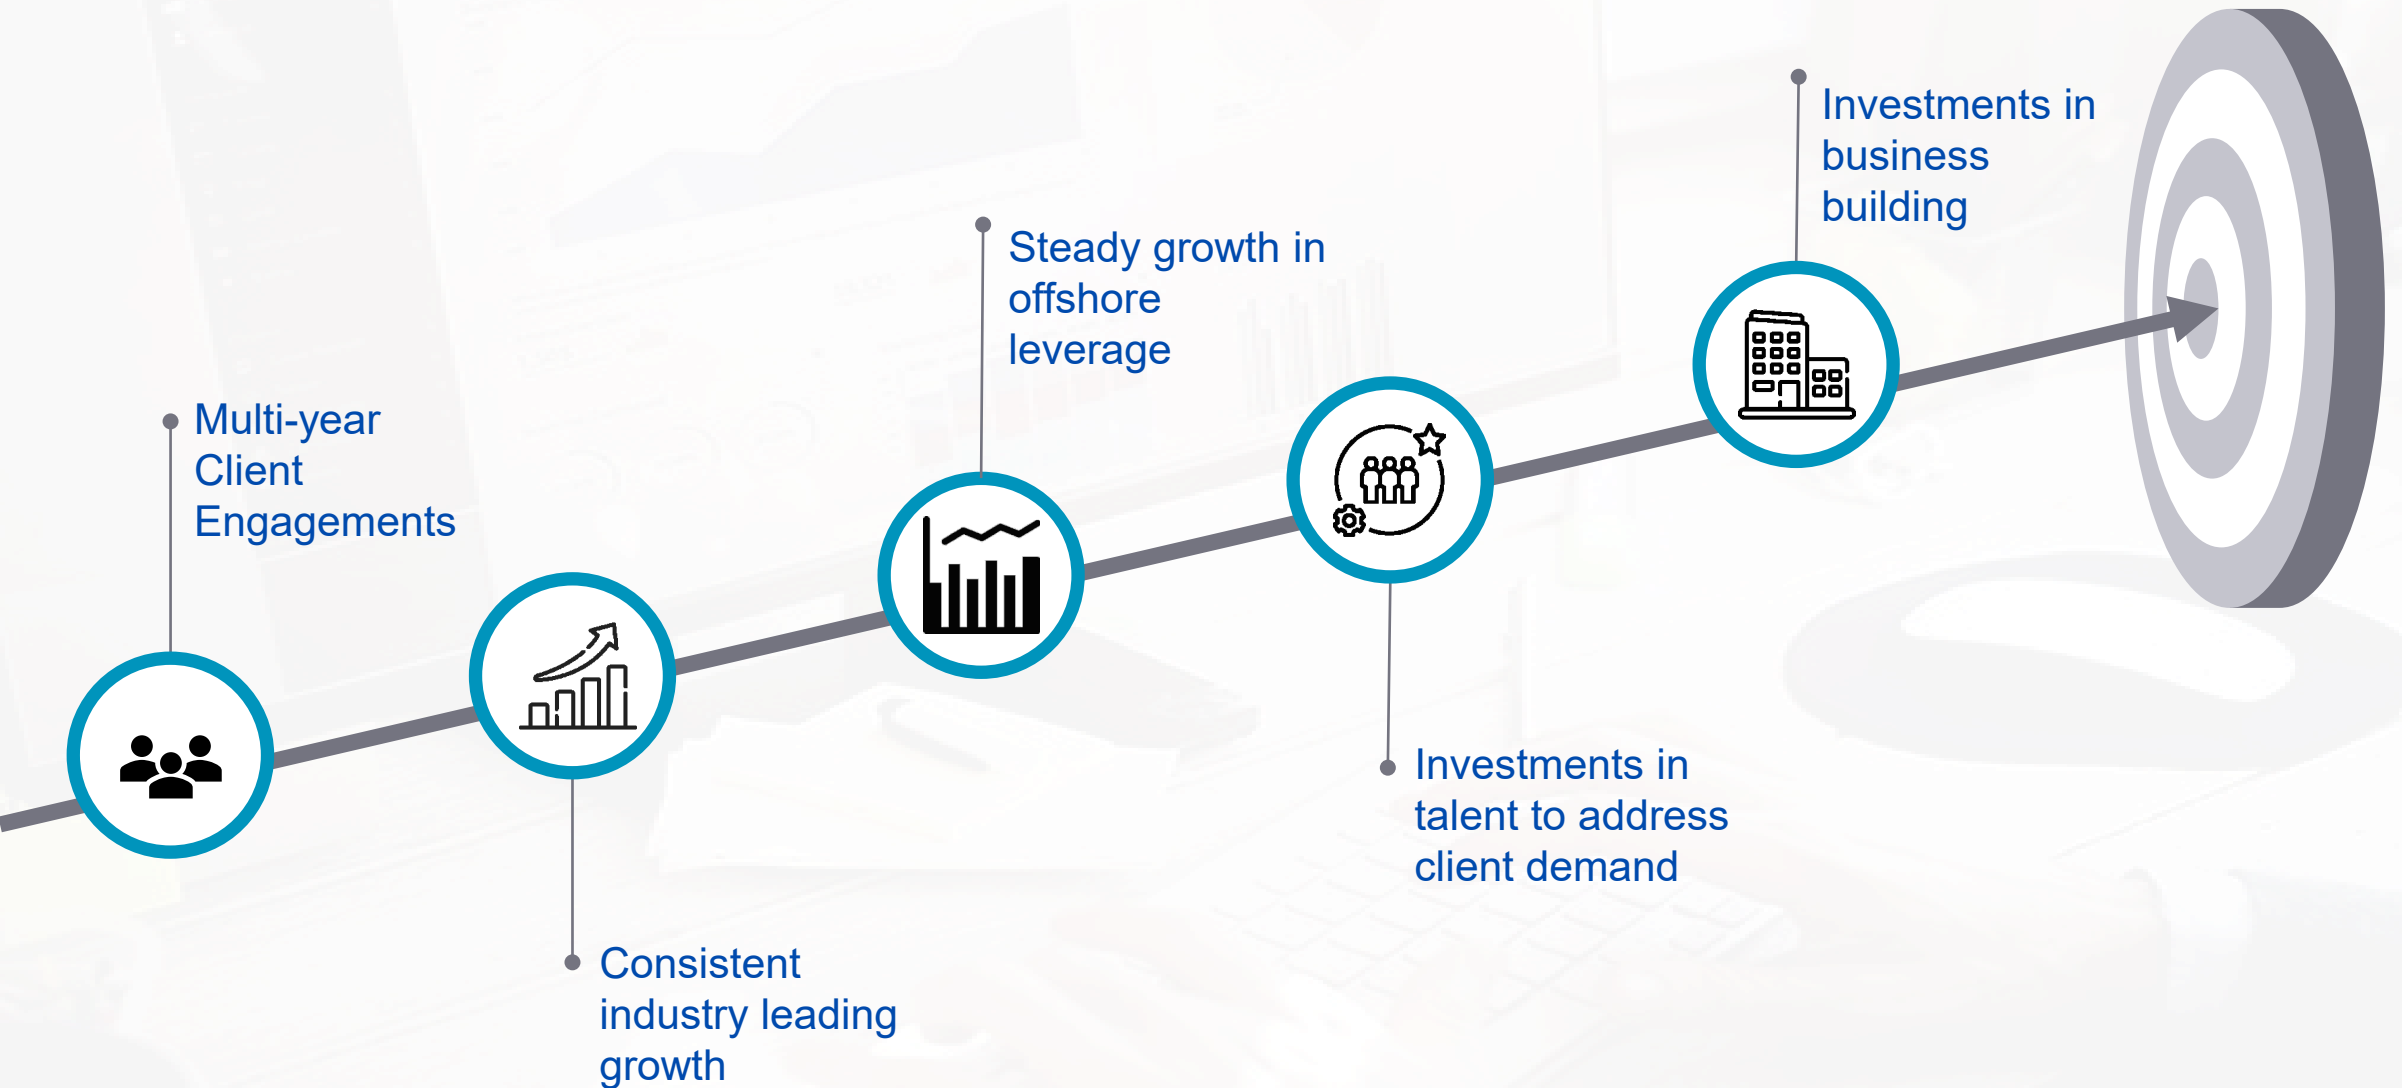 Multi-year
Client
Engagements
Consistent
industry leading
growth
Steady growth in
offshore
leverage
Investments in
talent to address
client demand
Investments in
business
building